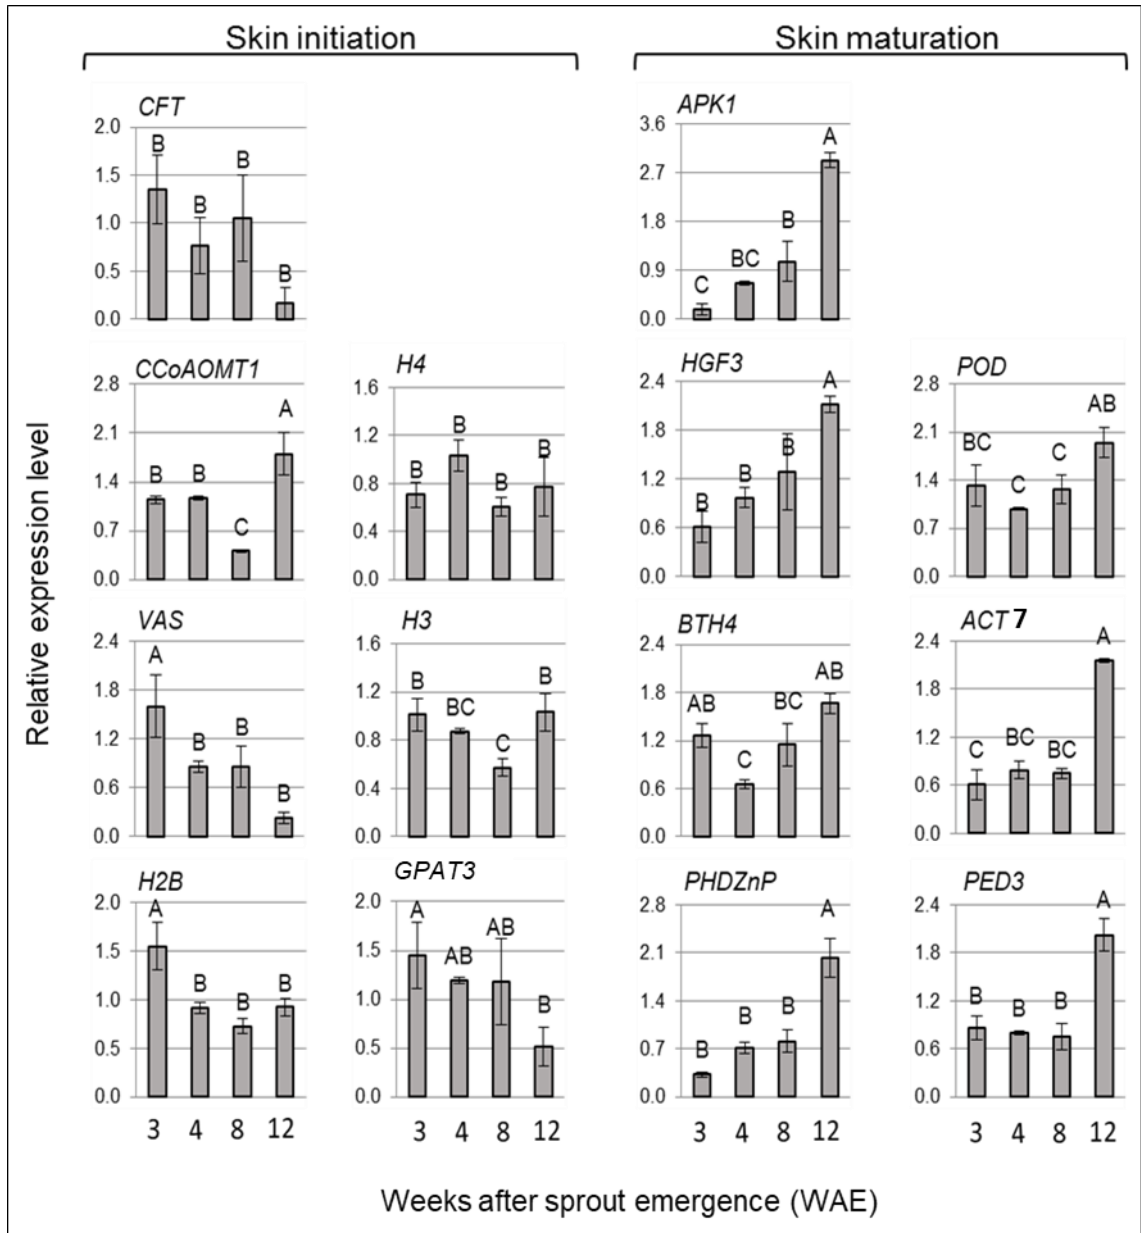 Skin initiation
Skin maturation
Relative expression level
CFT
2.0
1.5
1.0
0.5
0.0
B
B
B
B
APK1
3.6
2.7
1.8
0.9
0.0
C
BC
B
A
CCoAOMT1
2.8
2.1
1.4
0.7
0.0
B
B
C
A
H4
1.6
1.2
0.8
0.4
0.0
B
B
B
B
HGF3
2.4
1.8
1.2
0.6
0.0
B
B
B
A
POD
2.8
2.1
1.4
0.7
0.0
BC
C
C
AB
VAS
2.4
1.8
1.2
0.6
0.0
A
B
B
B
H3
1.6
1.2
0.8
0.4
0.0
B
BC
C
B
BTH4
2.4
1.8
1.2
0.6
0.0
AB
C
BC
AB
ACT 7
2.4
1.2
0.6
0.0
C
BC
BC
A
H2B
2.0
1.5
1.0
0.5
0.0
A
B
B
B
GPAT3
2.0
1.5
1.0
0.5
0.0
A
AB
AB
B
PHDZnP
2.8
2.1
1.4
0.7
0.0
B
B
B
A
PED3
2.4
1.8
1.2
0.6
0.0
B
B
B
A
3 4 8 12
3 4 8 12
3 4 8 12
3 4 8 12
Weeks after sprout emergence (WAE)